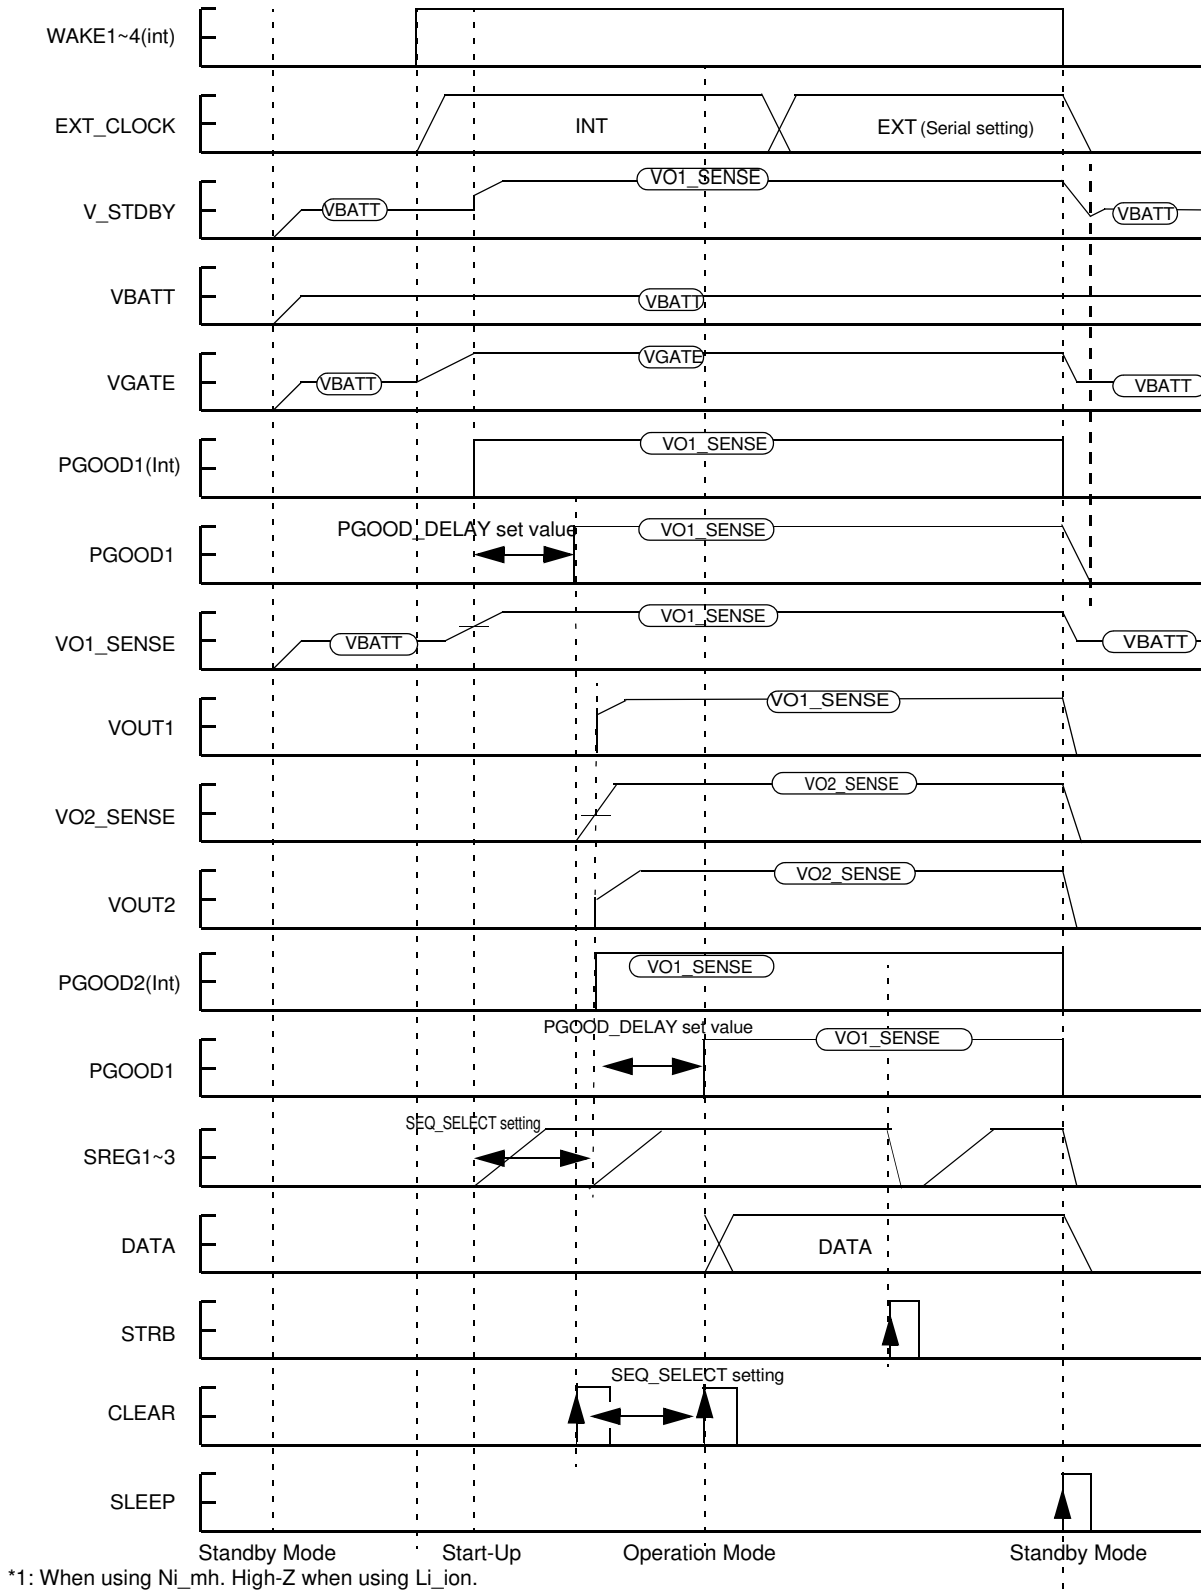 WAKE1~4(int)
EXT_CLOCK
INT
EXT (Serial setting)
V_STDBY
VBATT
VO1_SENSE
VBATT
VBATT
VBATT
VGATE
VBATT
VGATE
VBATT
PGOOD1(Int)
VO1_SENSE
PGOOD1
PGOOD_DELAY set value
VO1_SENSE
VO1_SENSE
VBATT
VO1_SENSE
VBATT
VOUT1
VO1_SENSE
VO2_SENSE
VO2_SENSE
VOUT2
VO2_SENSE
PGOOD2(Int)
VO1_SENSE
PGOOD_DELAY set value
PGOOD1
VO1_SENSE
SEQ_SELECT setting
SREG1~3
DATA
DATA
STRB
SEQ_SELECT setting
CLEAR
SLEEP
Standby Mode
Start-Up
Operation Mode
Standby Mode
*1: When using Ni_mh. High-Z when using Li_ion.